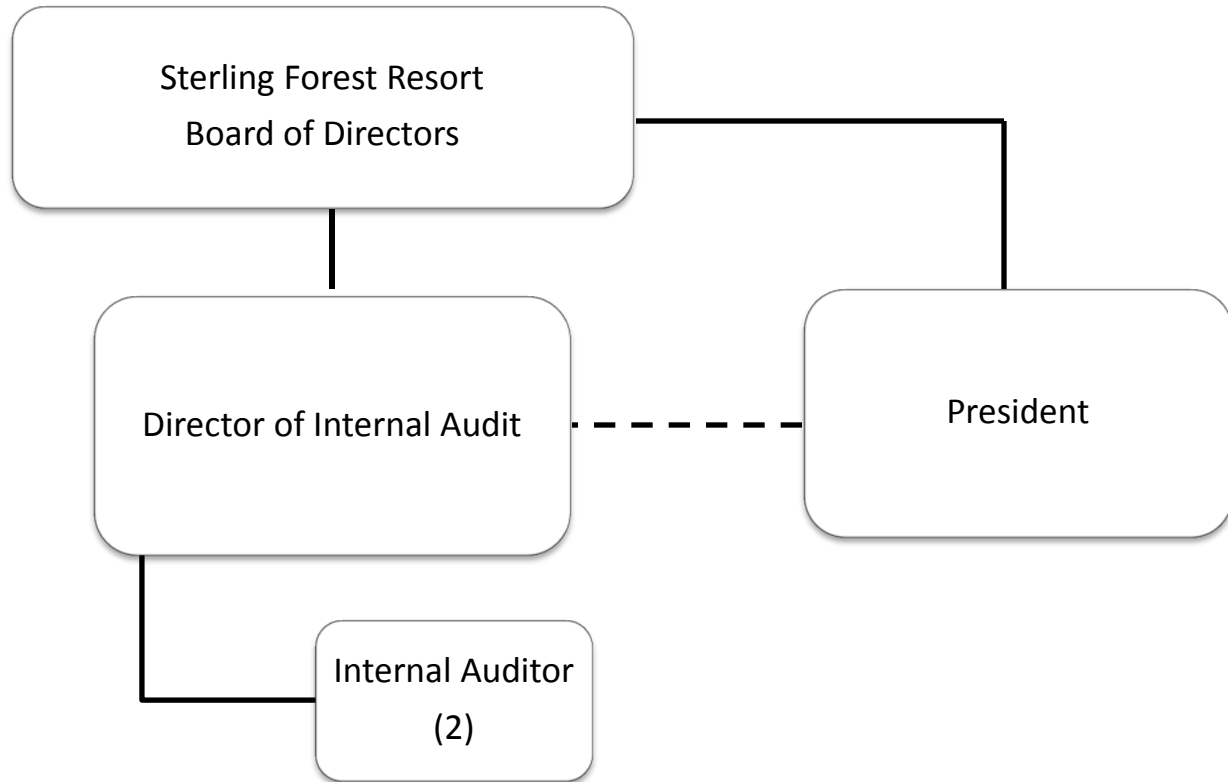 Sterling Forest Resort
Board of Directors
Director of Internal Audit
President
Internal Auditor
(2)